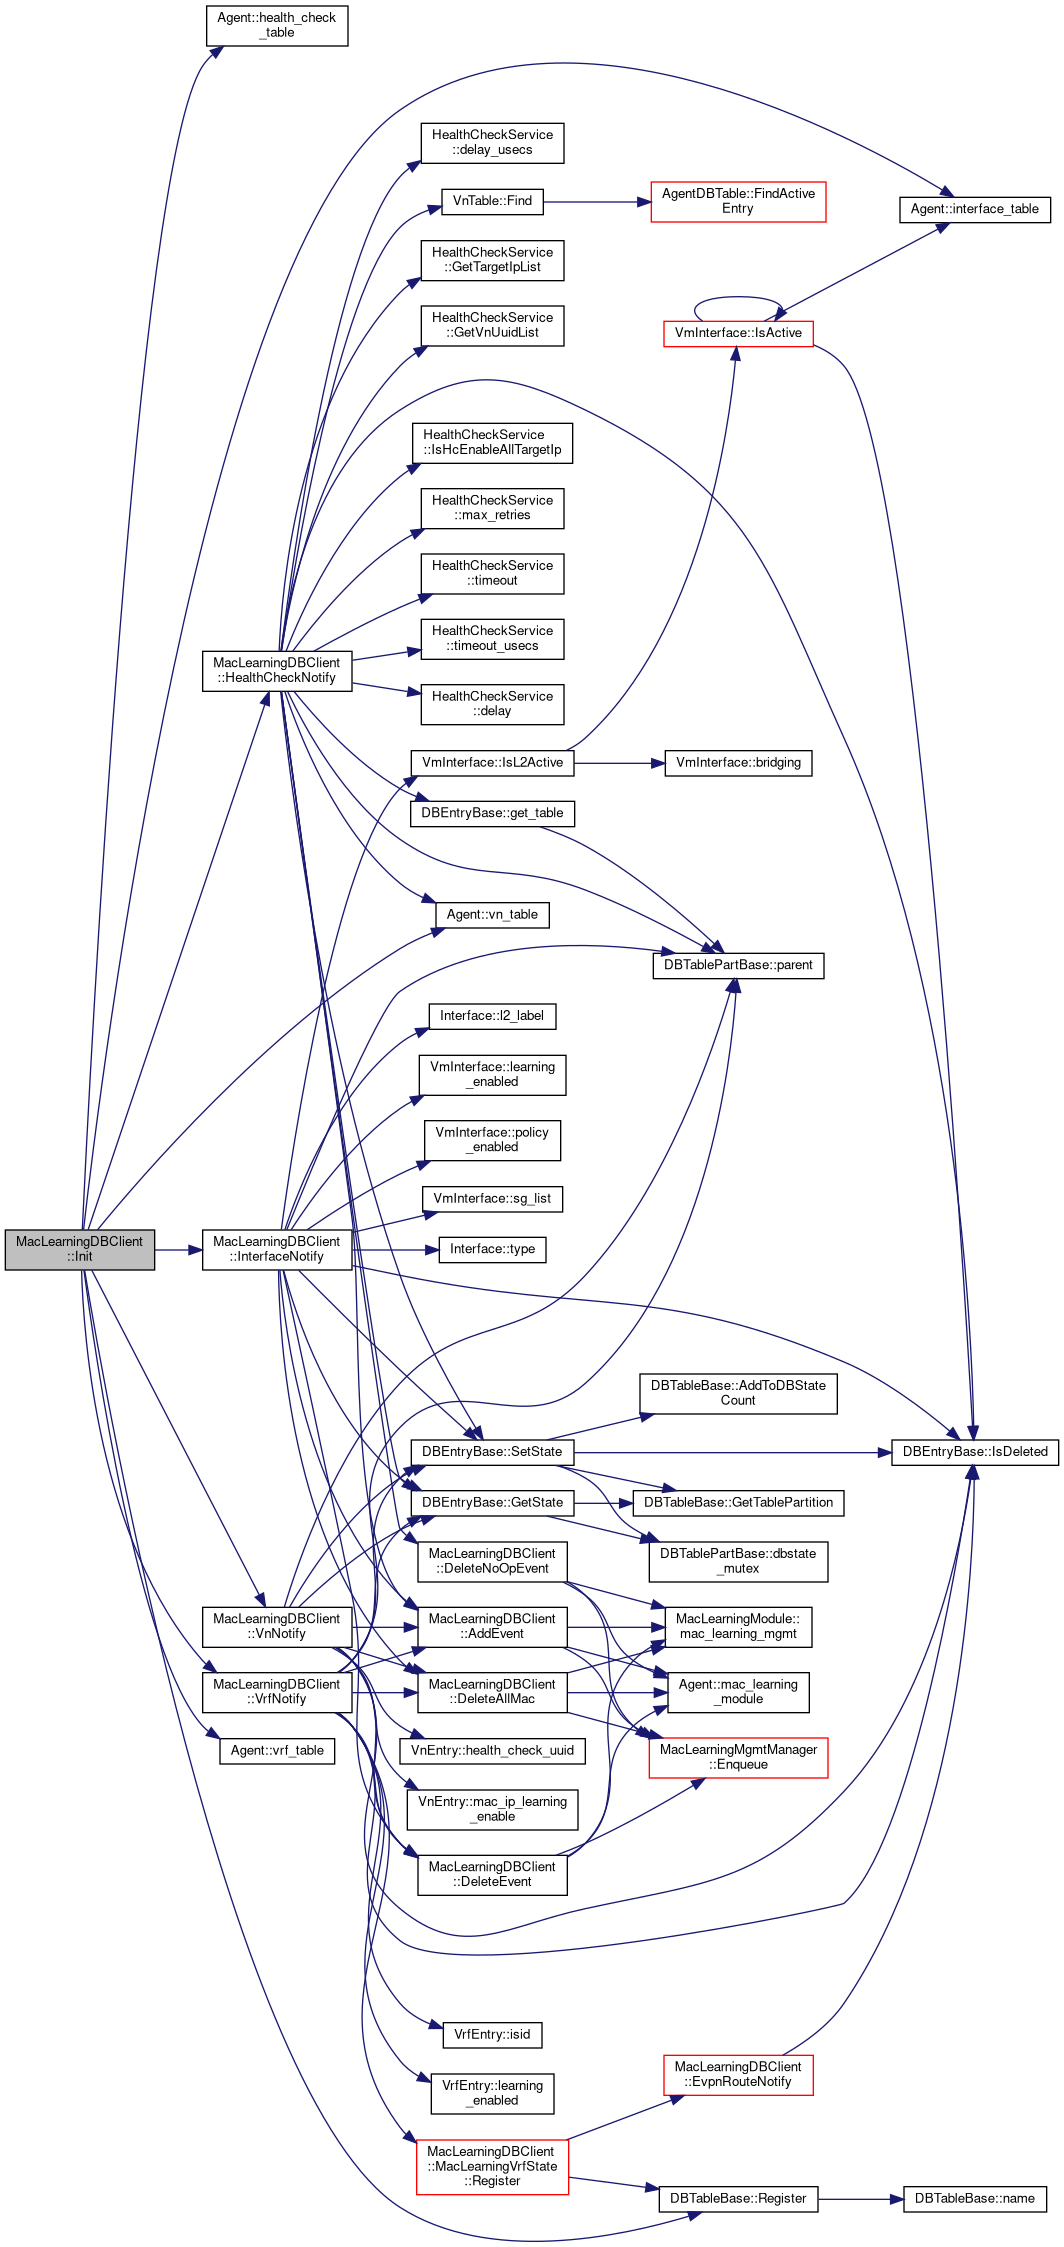 Agent::health_check
_table
HealthCheckService
::delay_usecs
VnTable::Find
AgentDBTable::FindActive
Entry
Agent::interface_table
HealthCheckService
::GetTargetIpList
HealthCheckService
::GetVnUuidList
VmInterface::IsActive
HealthCheckService
::IsHcEnableAllTargetIp
HealthCheckService
::max_retries
HealthCheckService
::timeout
HealthCheckService
::timeout_usecs
MacLearningDBClient
::HealthCheckNotify
HealthCheckService
::delay
VmInterface::IsL2Active
VmInterface::bridging
DBEntryBase::get_table
Agent::vn_table
DBTablePartBase::parent
Interface::l2_label
VmInterface::learning
_enabled
VmInterface::policy
_enabled
VmInterface::sg_list
MacLearningDBClient
::Init
MacLearningDBClient
::InterfaceNotify
Interface::type
DBTableBase::AddToDBState
Count
DBEntryBase::SetState
DBEntryBase::IsDeleted
DBEntryBase::GetState
DBTableBase::GetTablePartition
MacLearningDBClient
::DeleteNoOpEvent
DBTablePartBase::dbstate
_mutex
MacLearningDBClient
::VnNotify
MacLearningDBClient
::AddEvent
MacLearningModule::
mac_learning_mgmt
MacLearningDBClient
::VrfNotify
MacLearningDBClient
::DeleteAllMac
Agent::mac_learning
_module
Agent::vrf_table
VnEntry::health_check_uuid
MacLearningMgmtManager
::Enqueue
VnEntry::mac_ip_learning
_enable
MacLearningDBClient
::DeleteEvent
VrfEntry::isid
VrfEntry::learning
_enabled
MacLearningDBClient
::EvpnRouteNotify
MacLearningDBClient
::MacLearningVrfState
::Register
DBTableBase::Register
DBTableBase::name